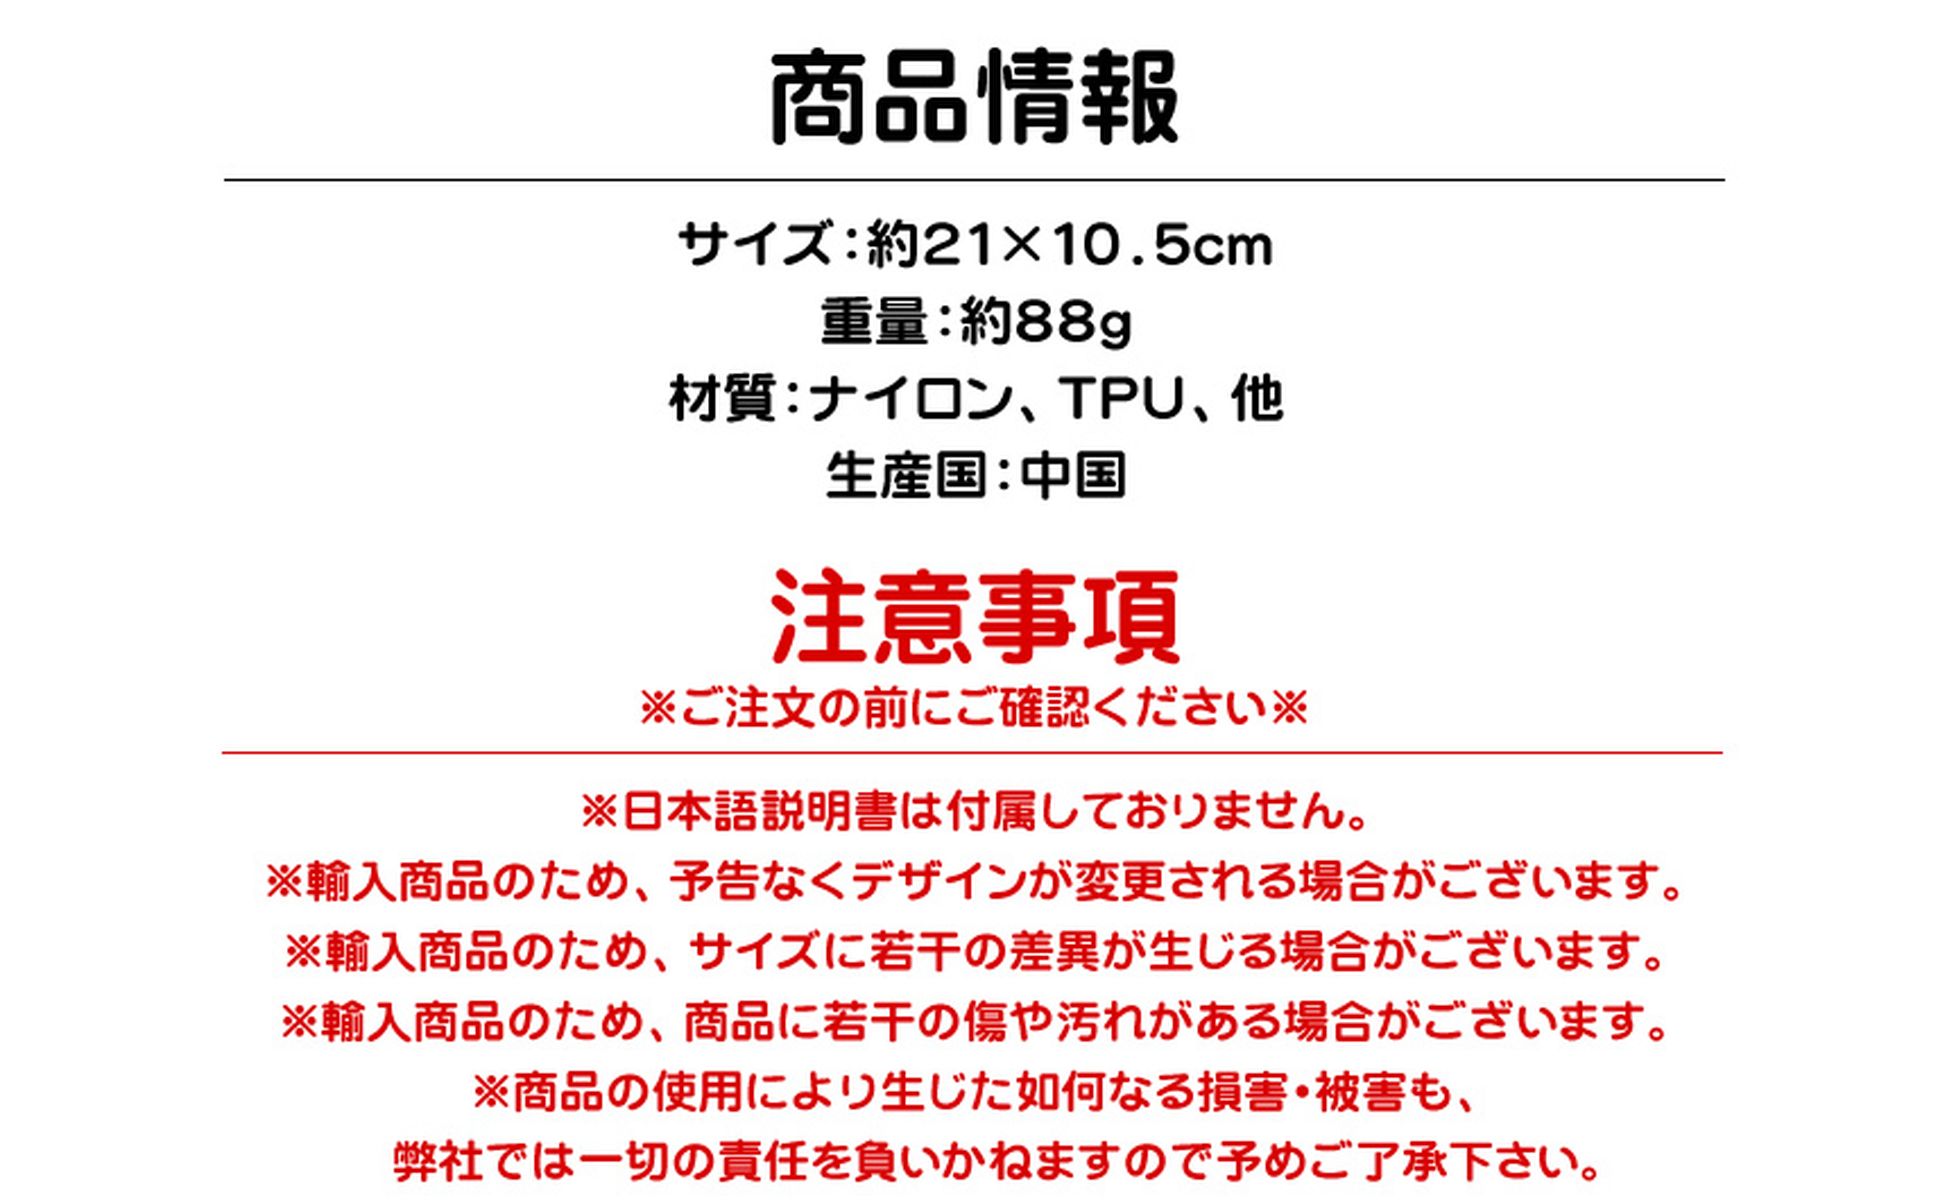 商品情報
サイズ：約21×10.5cm
重量：約88g
材質：ナイロン、TPU、他
生産国：中国
注意事項
※ご注文の前にご確認ください※
※日本語説明書は付属しておりません。
※輸入商品のため、予告なくデザインが変更される場合がございます。
※輸入商品のため、サイズに若干の差異が生じる場合がございます。
※輸入商品のため、商品に若干の傷や汚れがある場合がございます。
※商品の使用により生じた如何なる損害・被害も、
弊社では一切の責任を負いかねますので予めご了承下さい。